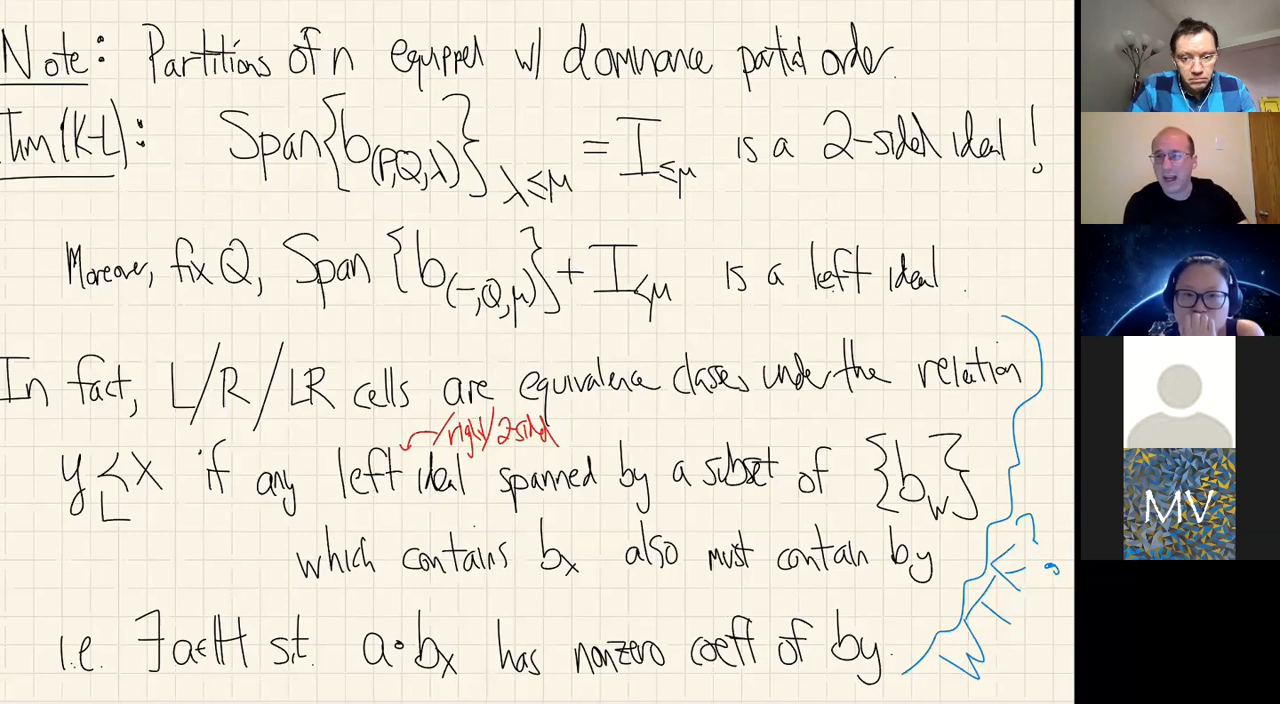 Note: Partitions of n equipped w/ dominance partial order.
Thm (K-L): Span{b_(P,Q,λ)}_λ≤μ = I_≤μ is a 2-sided ideal!
Moreover, fix Q, Span {b_(-,Q,μ)} + I_<μ is a left ideal.
In fact, L/R/LR cells are equivalence classes under the relation
/right/2-sided
y ≤_L x if any left ideal spanned by a subset of {b_w}
which contains b_x also must contain b_y
i.e. ∃ a∈H s.t. a·b_x has nonzero coeff of b_y.
MV